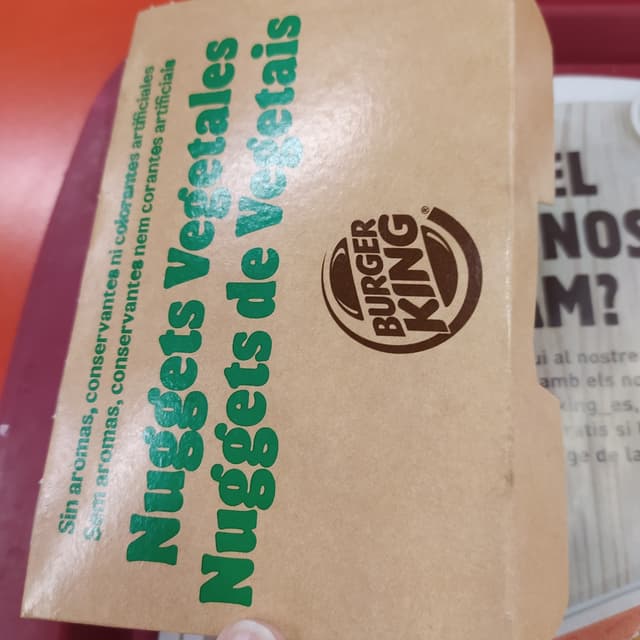 Sin aromas, conservantes ni colorantes artificiales
Sem aromas, conservantes nem corantes artificiais
Nuggets Vegetales
Nuggets de Vegetais
BURGER
KING®
EL
NOS
AM?
ui al nostre
amb els no
king_es,
atis si
ge de la